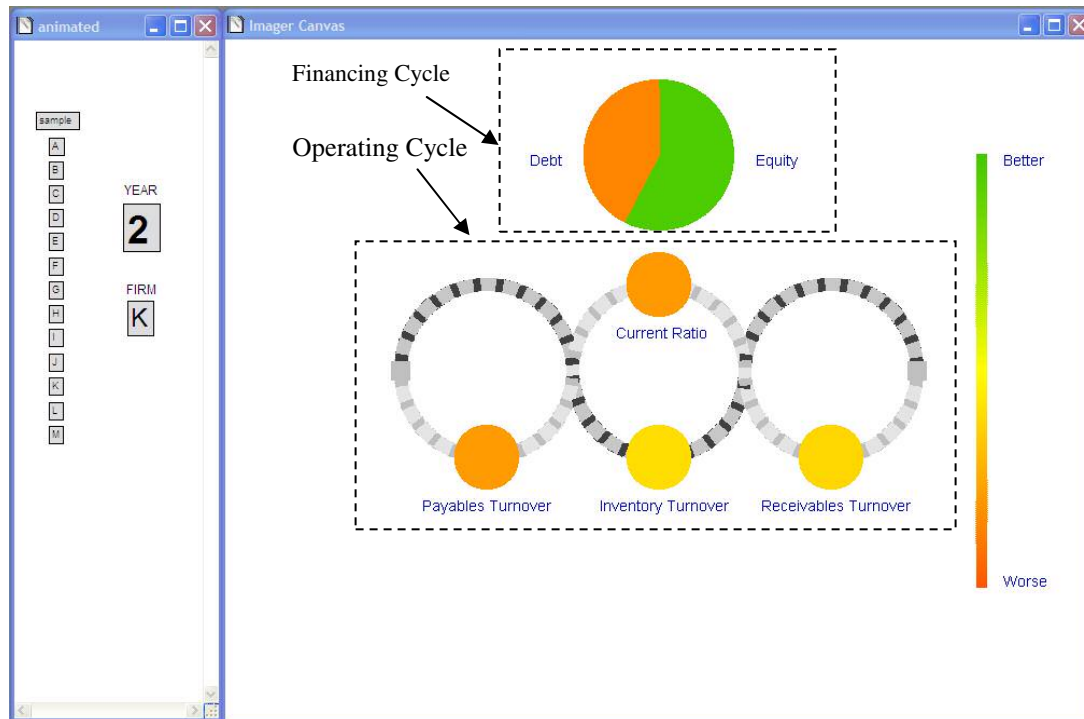 animated
Imager Canvas
sample
A
B
C
D
E
F
G
H
I
J
K
L
M
YEAR
2
FIRM
K
Financing Cycle
Operating Cycle
Debt
Equity
Current Ratio
Payables Turnover
Inventory Turnover
Receivables Turnover
Better
Worse